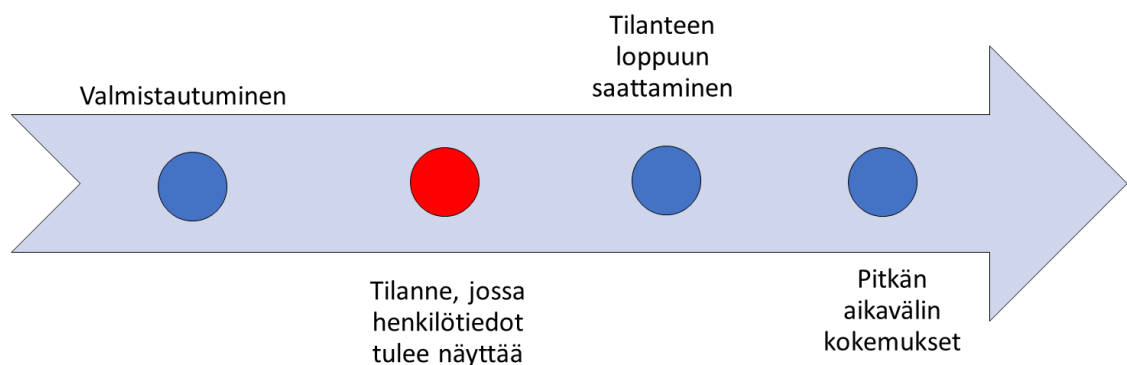 Valmistautuminen
Tilanne, jossa
henkilötiedot
tulee näyttää
Tilanteen
loppuun
saattaminen
Pitkän
aikavälin
kokemukset